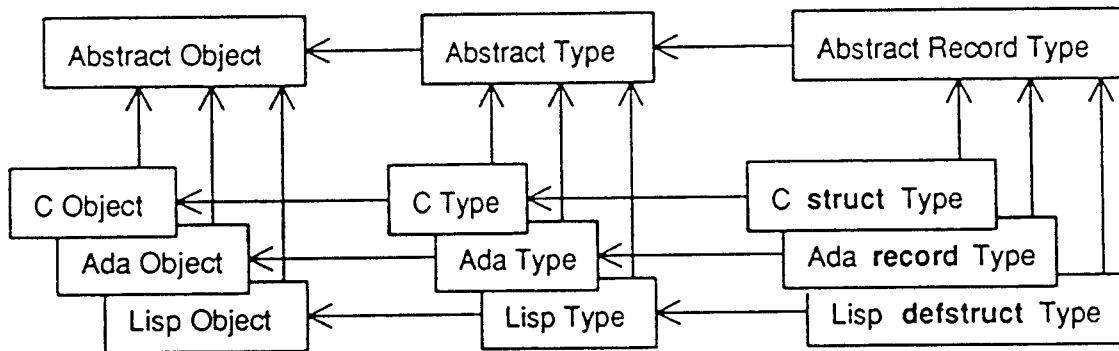 Abstract Object
Abstract Type
Abstract Record Type
C Object
C Type
C struct Type
Ada Object
Ada Type
Ada record Type
Lisp Object
Lisp Type
Lisp defstruct Type